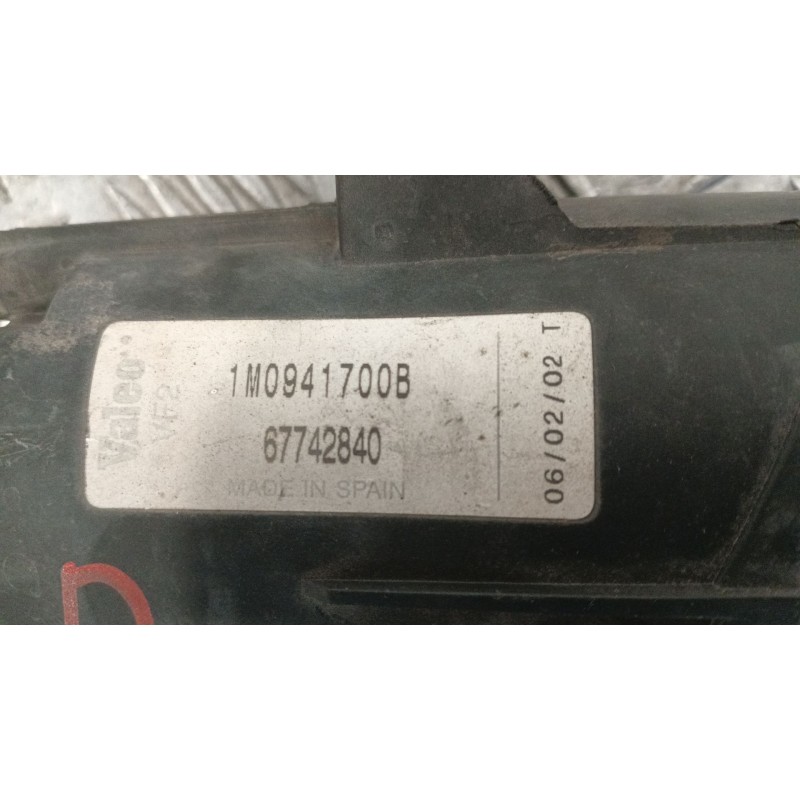 Valeo
VF2
1M0941700B
67742840
MADE IN SPAIN
06/02/02 T
D